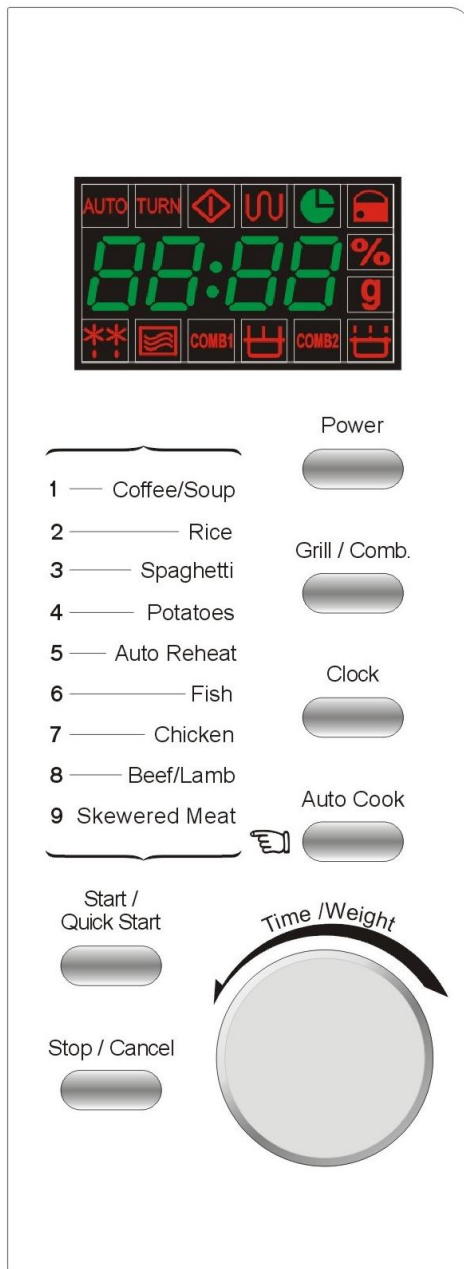 AUTO TURN
88:88 %
g
COMB1 COMB2
Power
1 Coffee/Soup
2 Rice
Grill / Comb.
3 Spaghetti
4 Potatoes
5 Auto Reheat
Clock
6 Fish
7 Chicken
8 Beef/Lamb
Auto Cook
9 Skewered Meat
Start /
Quick Start
Time /Weight
Stop / Cancel